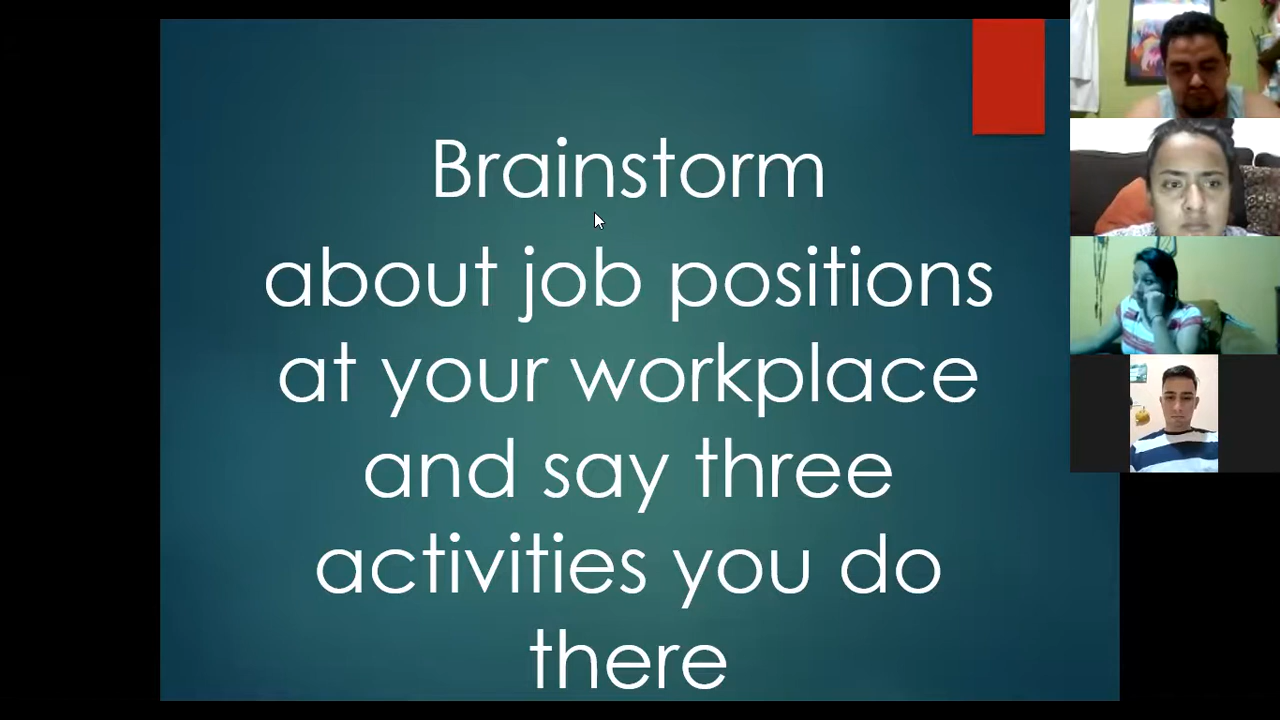 Brainstorm
about job positions
at your workplace
and say three
activities you do
there